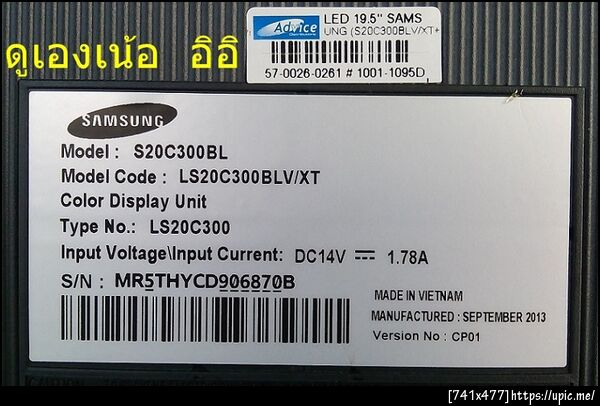 Advice
LED 19.5" SAMS
UNG (S20C300BLV/XT+
57-0026-0261 # 1001-1095D
ดูเองเน้อ อิอิ
SAMSUNG
Model : S20C300BL
Model Code : LS20C300BLV/XT
Color Display Unit
Type No.: LS20C300
Input Voltage\Input Current: DC14V ⎓ 1.78A
S/N : MR5THYCD906870B
MADE IN VIETNAM
MANUFACTURED : SEPTEMBER 2013
Version No : CP01
[741x477]https://upic.me/